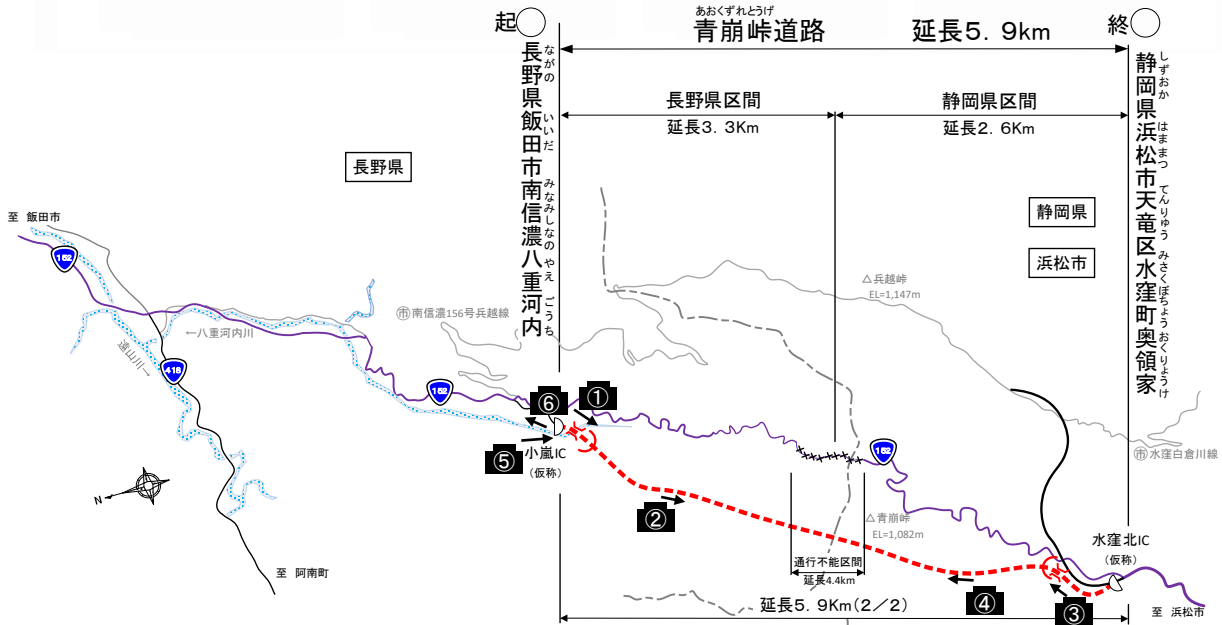 起
あおくずれとうげ
青崩峠道路
延長5.9km
終
長野県飯田市南信濃八重河内
ながの いいだ みなみしなの やえ ごうち
静岡県浜松市天竜区水窪町奥領家
しずおか はままつ てんりゅう みさくぼちょう おくりょうけ
長野県区間
延長3.3Km
静岡県区間
延長2.6Km
長野県
静岡県
浜松市
至 飯田市
152
△兵越峠
EL=1,147m
市 南信濃156号兵越線
←八重河内川
遠山川→
418
152
⑥
①
⑤
小嵐IC
(仮称)
152
市 水窪白倉川線
N
②
△青崩峠
EL=1,082m
水窪北IC
(仮称)
通行不能区間
延長4.4km
至 阿南町
④
③
延長5.9Km(2/2)
至 浜松市